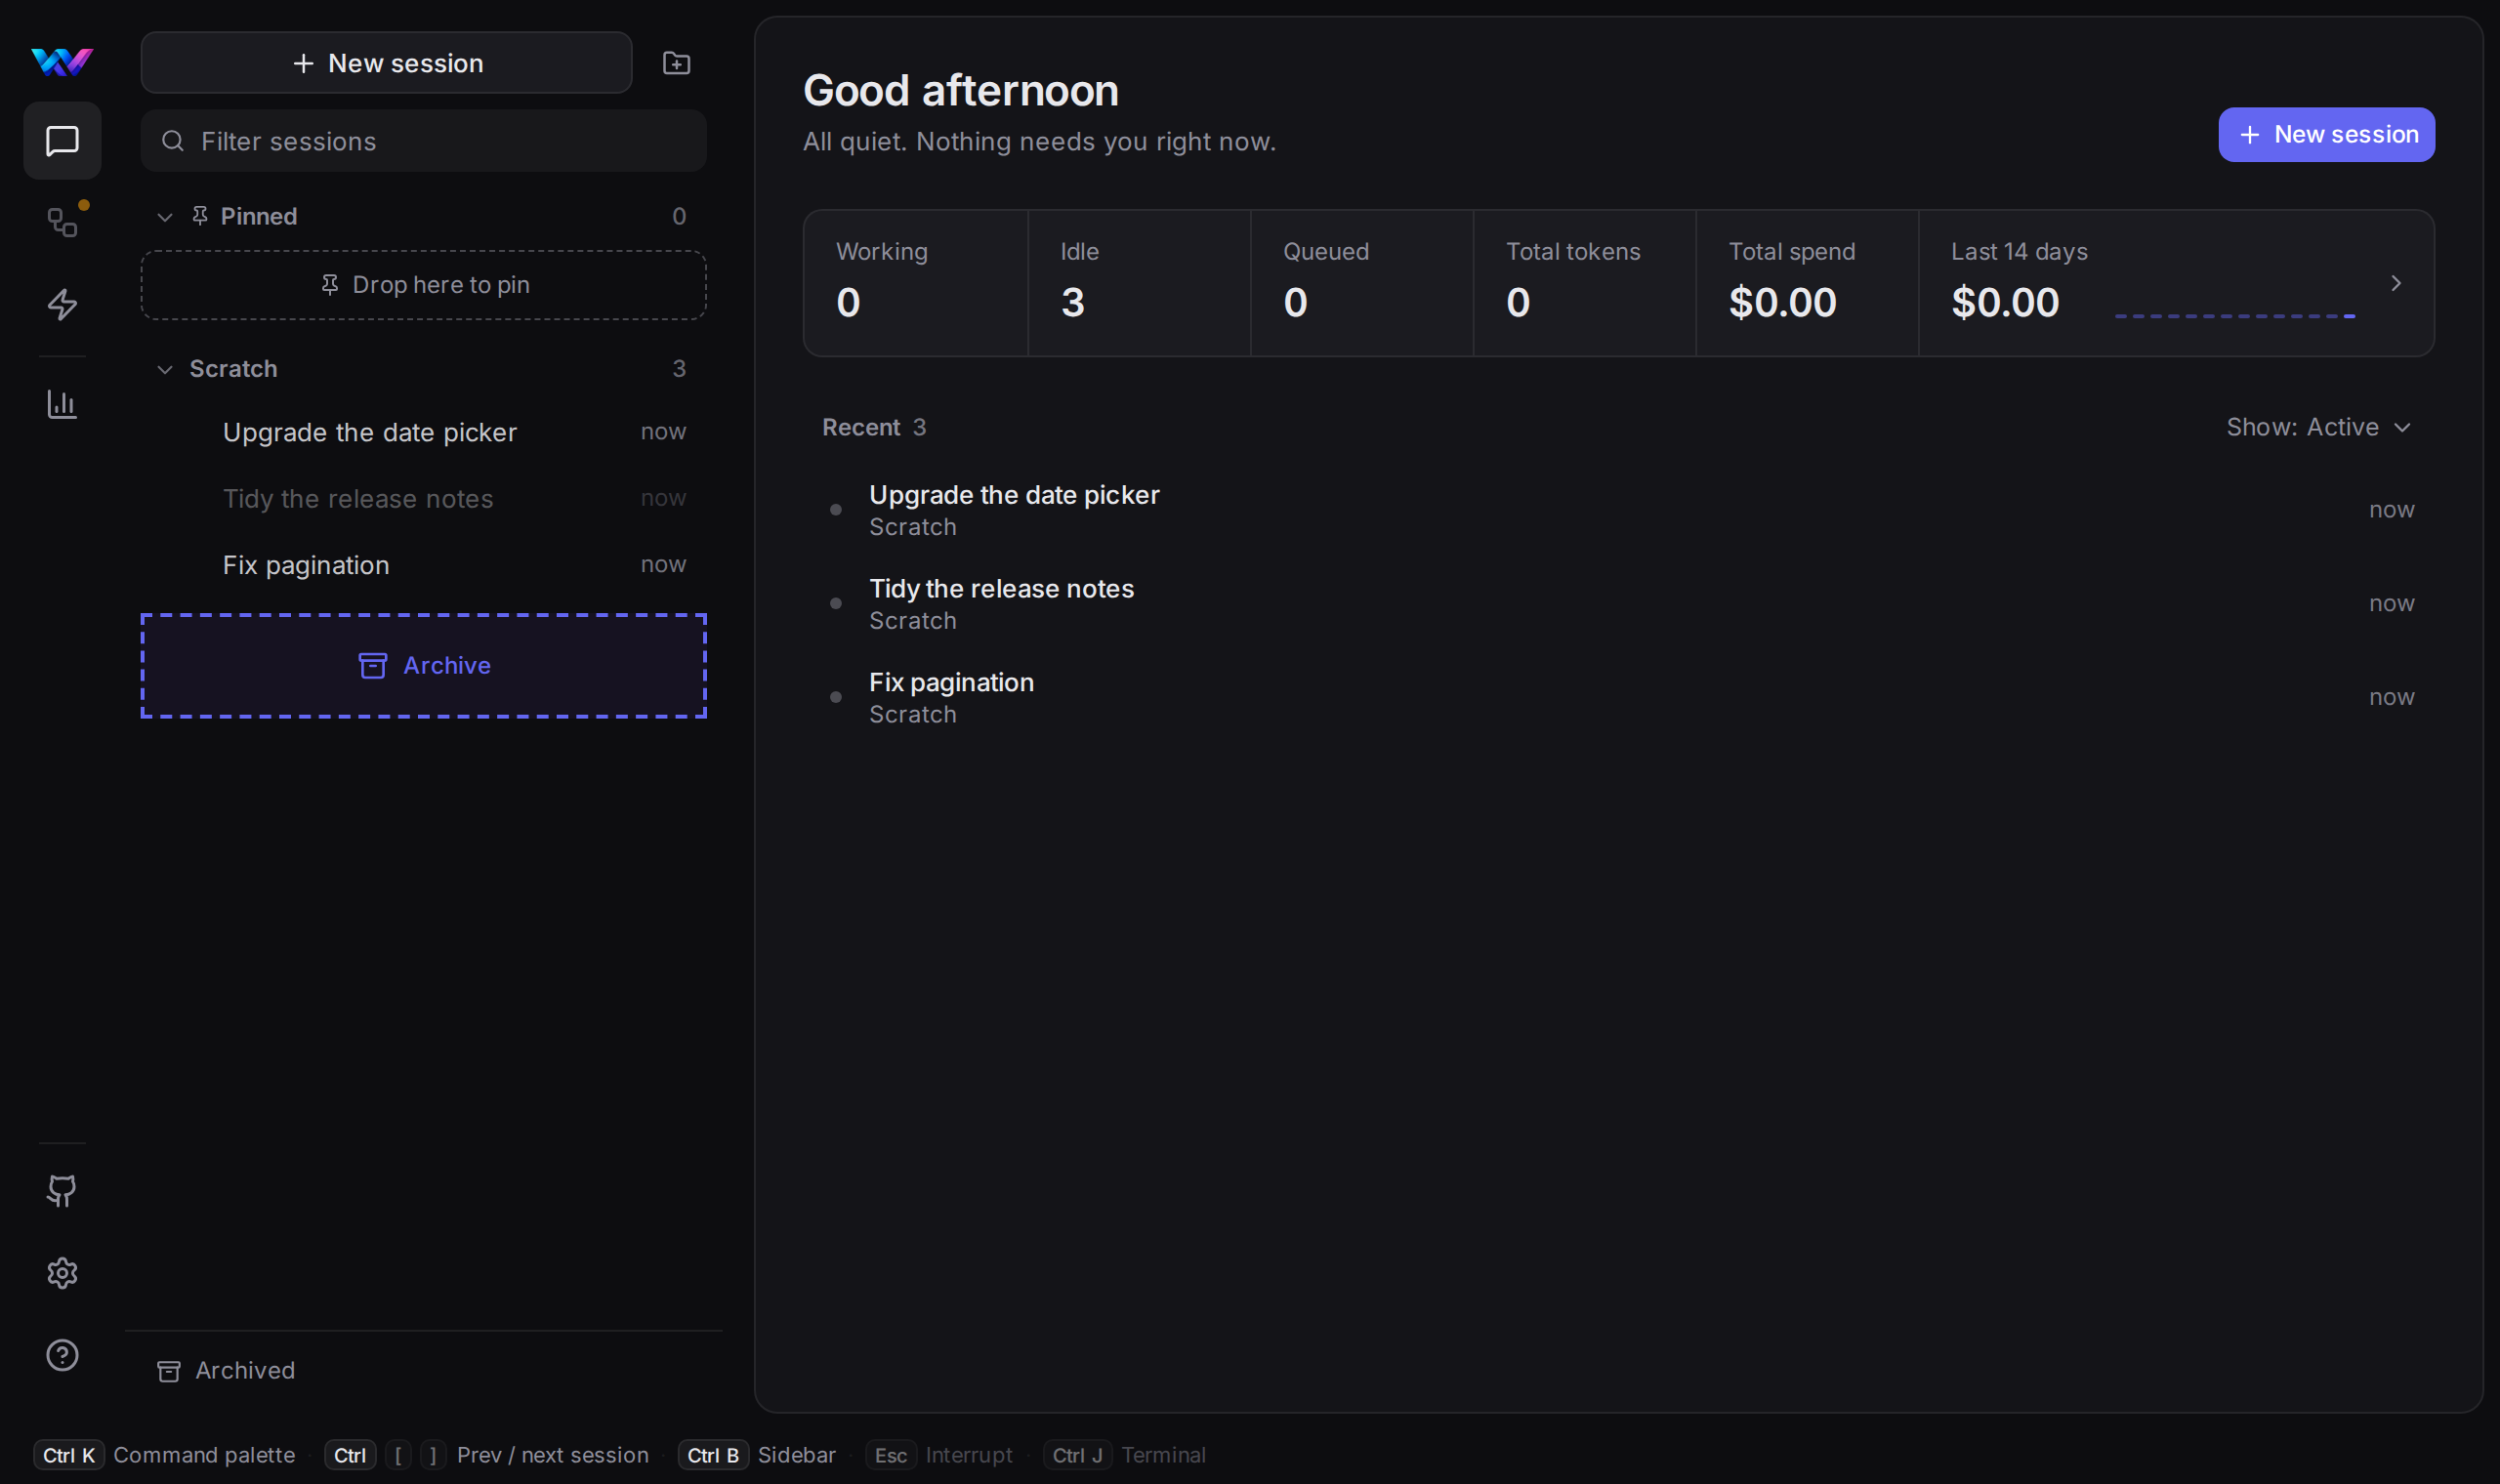 New session
Filter sessions
Pinned 0
Drop here to pin
Scratch 3
Upgrade the date picker now
Tidy the release notes now
Fix pagination now
Archive
Archived
Good afternoon
All quiet. Nothing needs you right now.
New session
Working
0
Idle
3
Queued
0
Total tokens
0
Total spend
$0.00
Last 14 days
$0.00
Recent 3
Show: Active
Upgrade the date picker
Scratch
now
Tidy the release notes
Scratch
now
Fix pagination
Scratch
now
Ctrl K Command palette · Ctrl [ ] Prev / next session · Ctrl B Sidebar · Esc Interrupt · Ctrl J Terminal